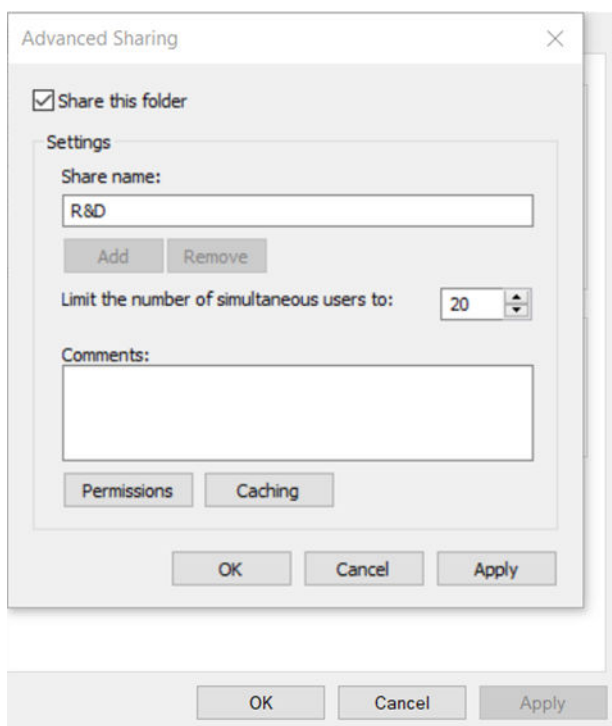 Advanced Sharing
Share this folder
Settings
Share name:
R&D
Add Remove
Limit the number of simultaneous users to: 20
Comments:
Permissions Caching
OK Cancel Apply
OK Cancel Apply